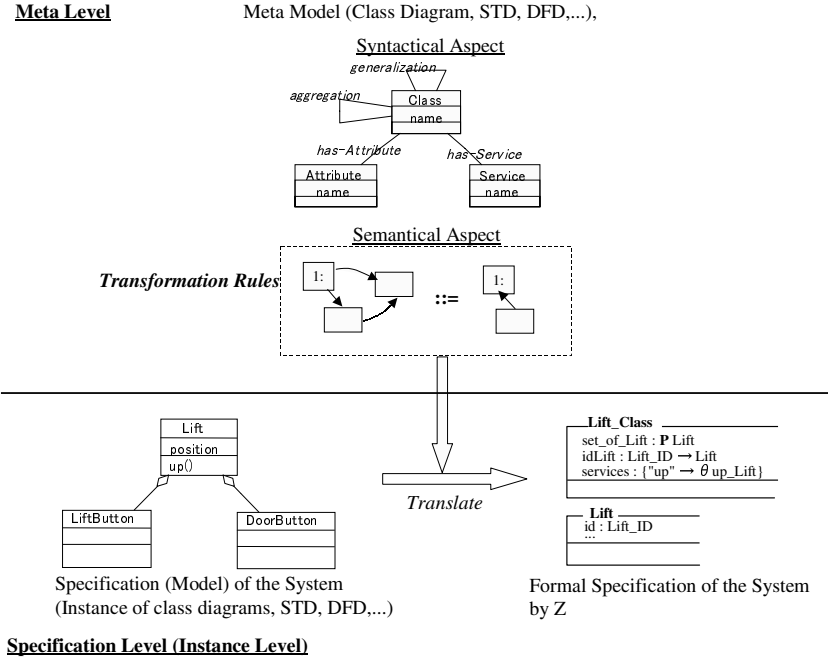 Meta Level
Meta Model (Class Diagram, STD, DFD,...),
Syntactical Aspect
generalization
aggregation
Class
name
has-Attribute
has-Service
Attribute
name
Service
name
Semantical Aspect
Transformation Rules
1:
::=
1:
Lift
position
up()
LiftButton
DoorButton
Translate
Lift_Class
set_of_Lift : P Lift
idLift : Lift_ID → Lift
services : {"up" → θ up_Lift}
Lift
id : Lift_ID
...
Specification (Model) of the System
(Instance of class diagrams, STD, DFD,...)
Formal Specification of the System
by Z
Specification Level (Instance Level)